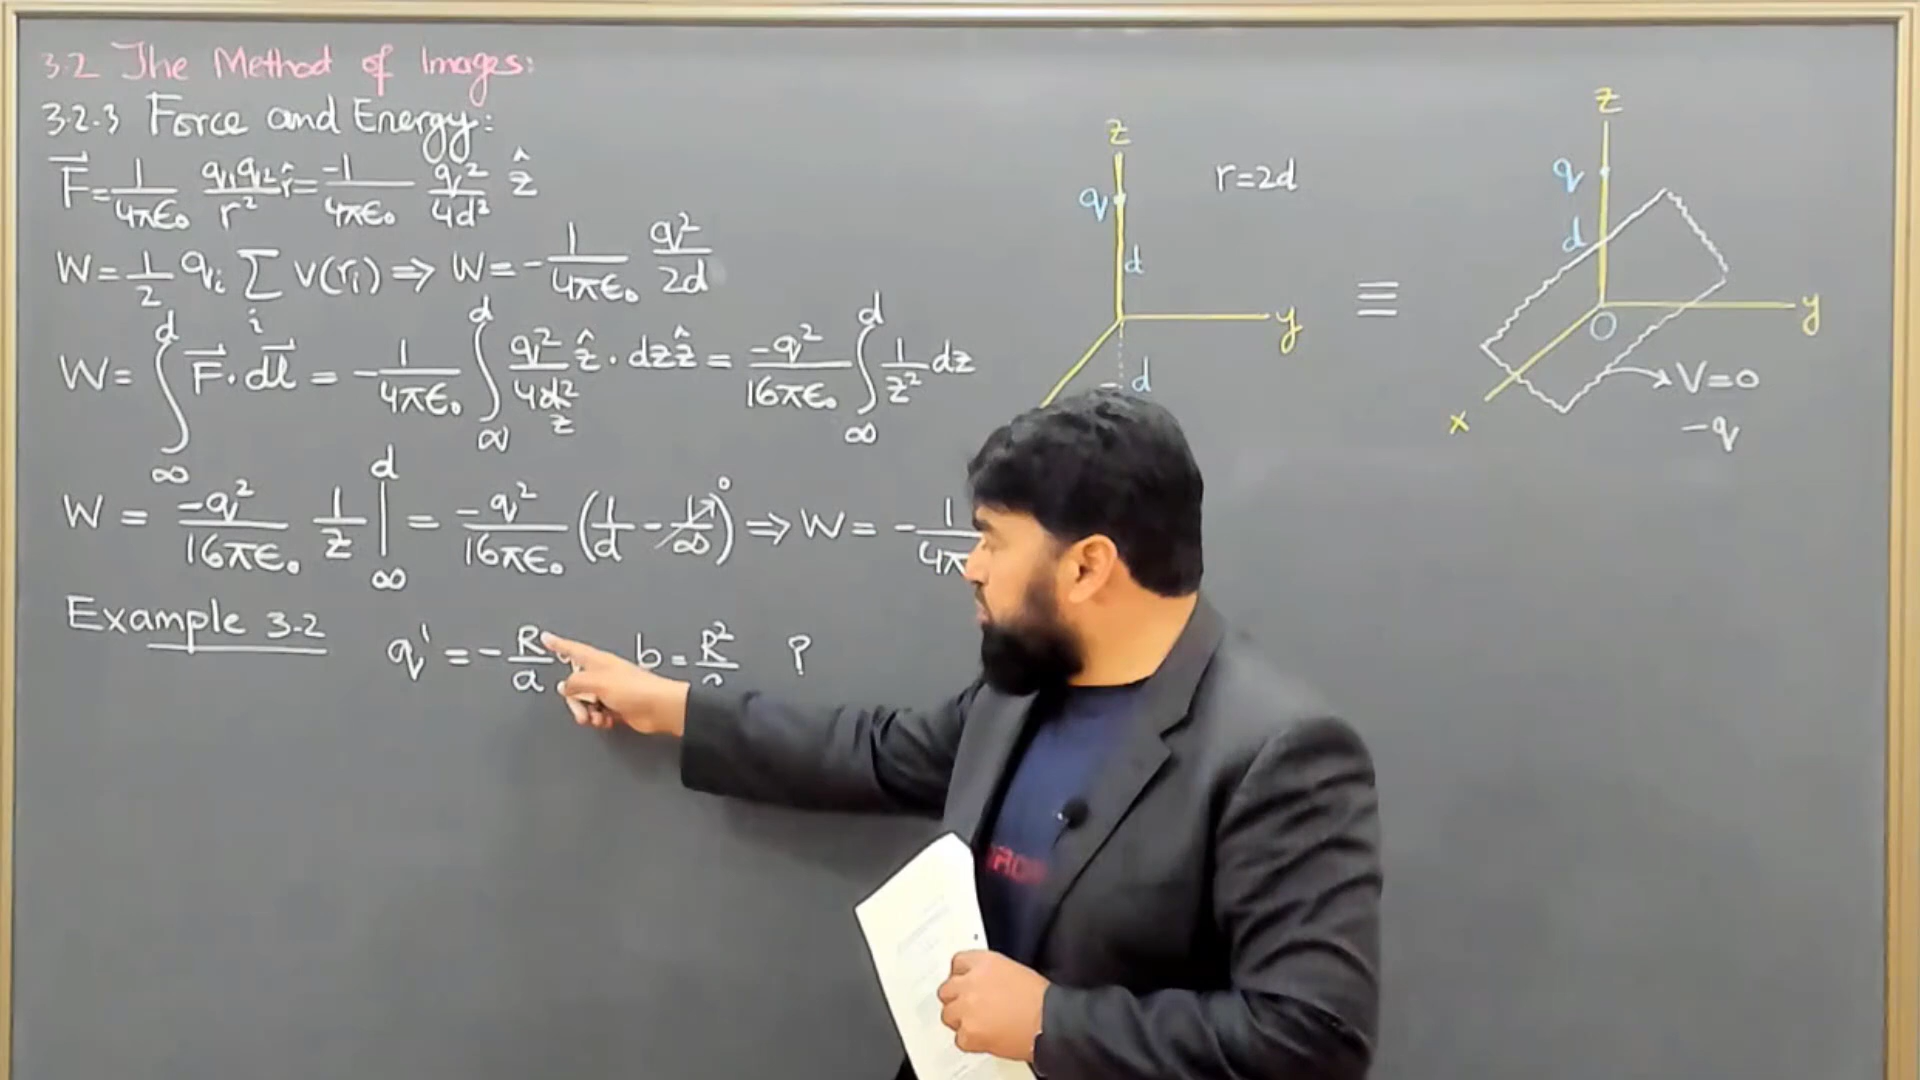 3.2 The Method of Images:
3.2.3 Force and Energy:
F⃗ = 1/4πϵ₀ q₁q₂/r² r̂ = -1/4πϵ₀ q²/4d² ẑ
W = 1/2 qᵢ ∑ᵢ V(rᵢ) ⇒ W = - 1/4πϵ₀ q²/2d
W = ∫_∞^d F⃗ · dl⃗ = - 1/4πϵ₀ ∫_∞^d q²/4d² z ẑ · dz ẑ = -q²/16πϵ₀ ∫_∞^d 1/z² dz
W = -q²/16πϵ₀ 1/z |_∞^d = -q²/16πϵ₀ (1/d - 1/∞ 0) ⇒ W = - 1/4π
Example 3-2
q' = - R/a
b = R²
?
z
q
r=2d
d
y
d
≡
z
q
d
y
O
x
V=0
-q